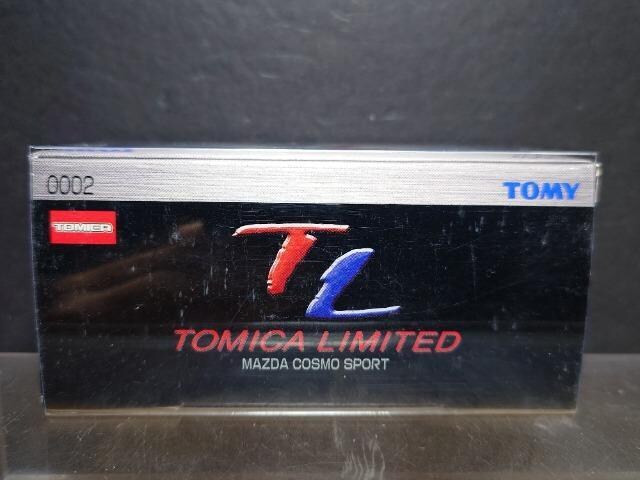 0002
TOMY
TOMICA
TL
TOMICA LIMITED
MAZDA COSMO SPORT